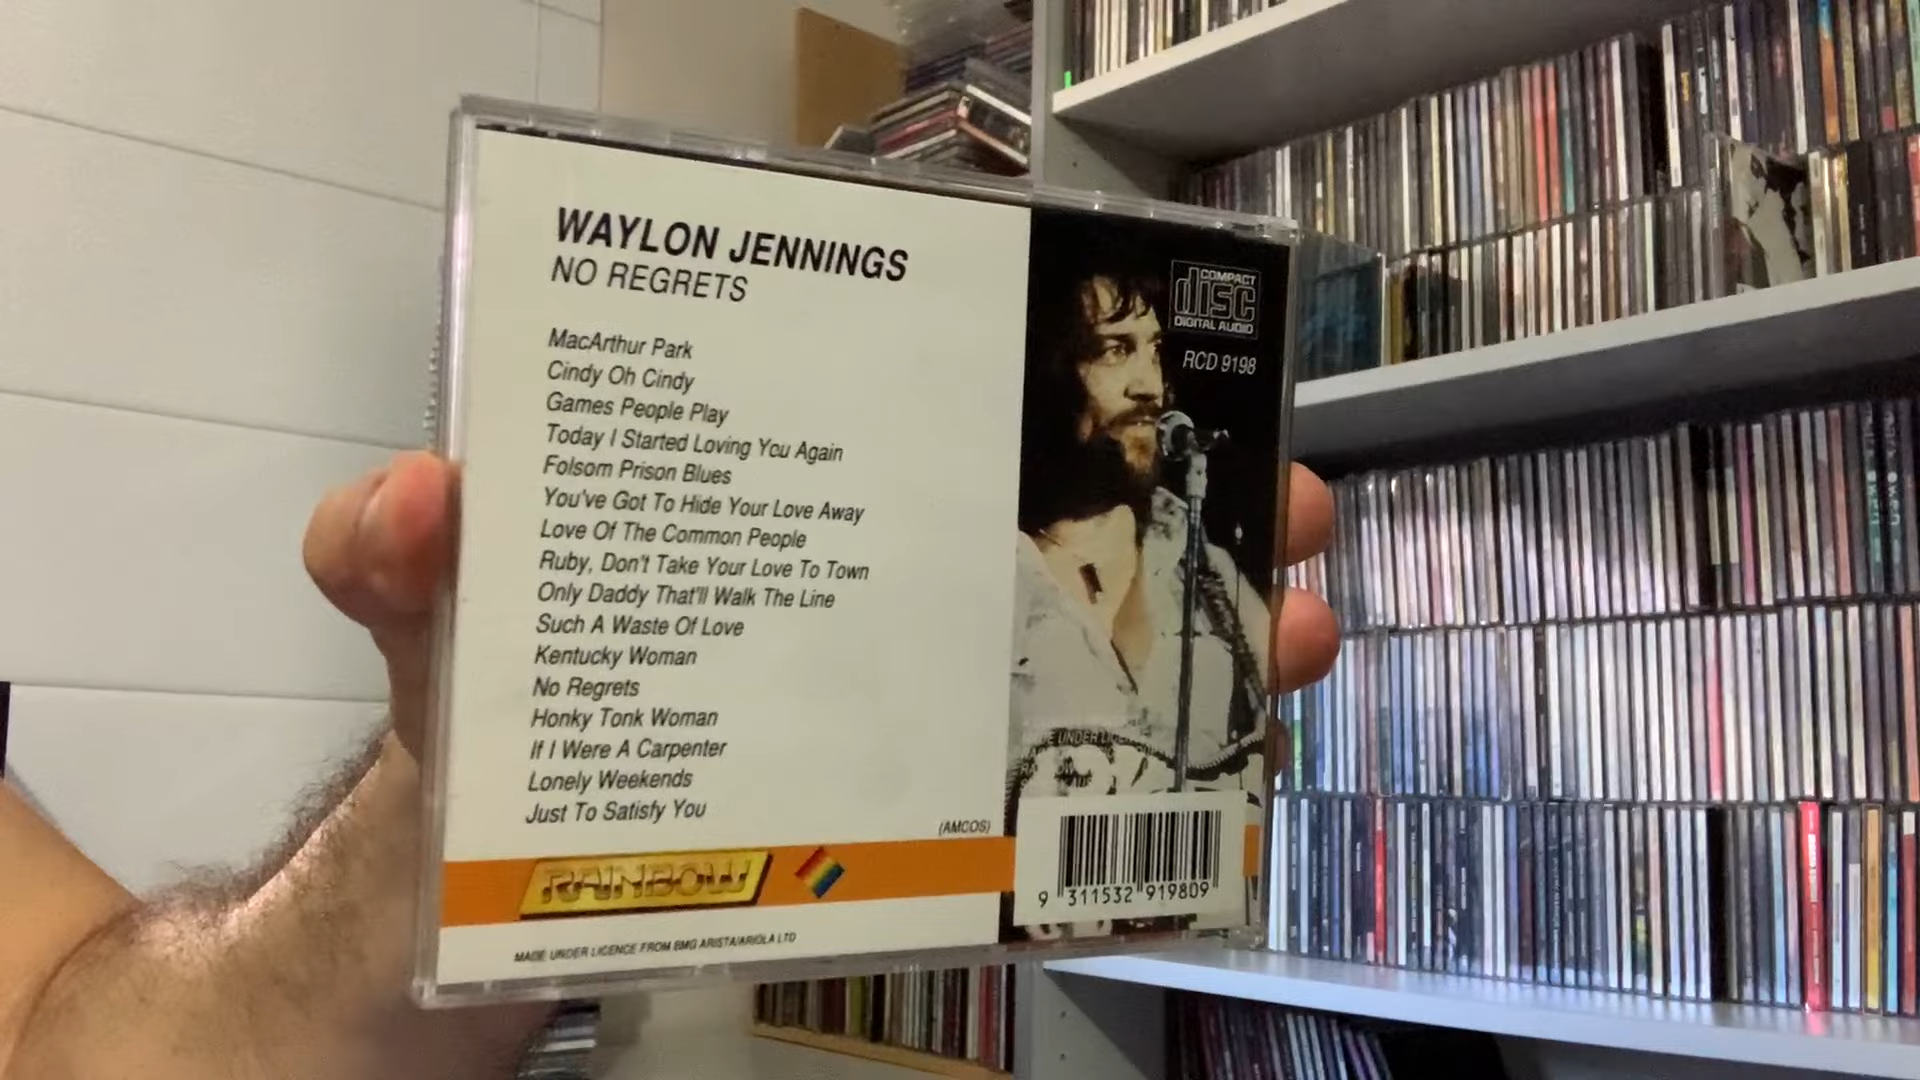 WAYLON JENNINGS
NO REGRETS
MacArthur Park
Cindy Oh Cindy
Games People Play
Today I Started Loving You Again
Folsom Prison Blues
You've Got To Hide Your Love Away
Love Of The Common People
Ruby, Don't Take Your Love To Town
Only Daddy That'll Walk The Line
Such A Waste Of Love
Kentucky Woman
No Regrets
Honky Tonk Woman
If I Were A Carpenter
Lonely Weekends
Just To Satisfy You
(AMCOS)
RAINBOW
MADE UNDER LICENCE FROM BMG ARISTA/ARIOLA LTD
COMPACT
disc
DIGITAL AUDIO
RCD 9198
9 311532 919809